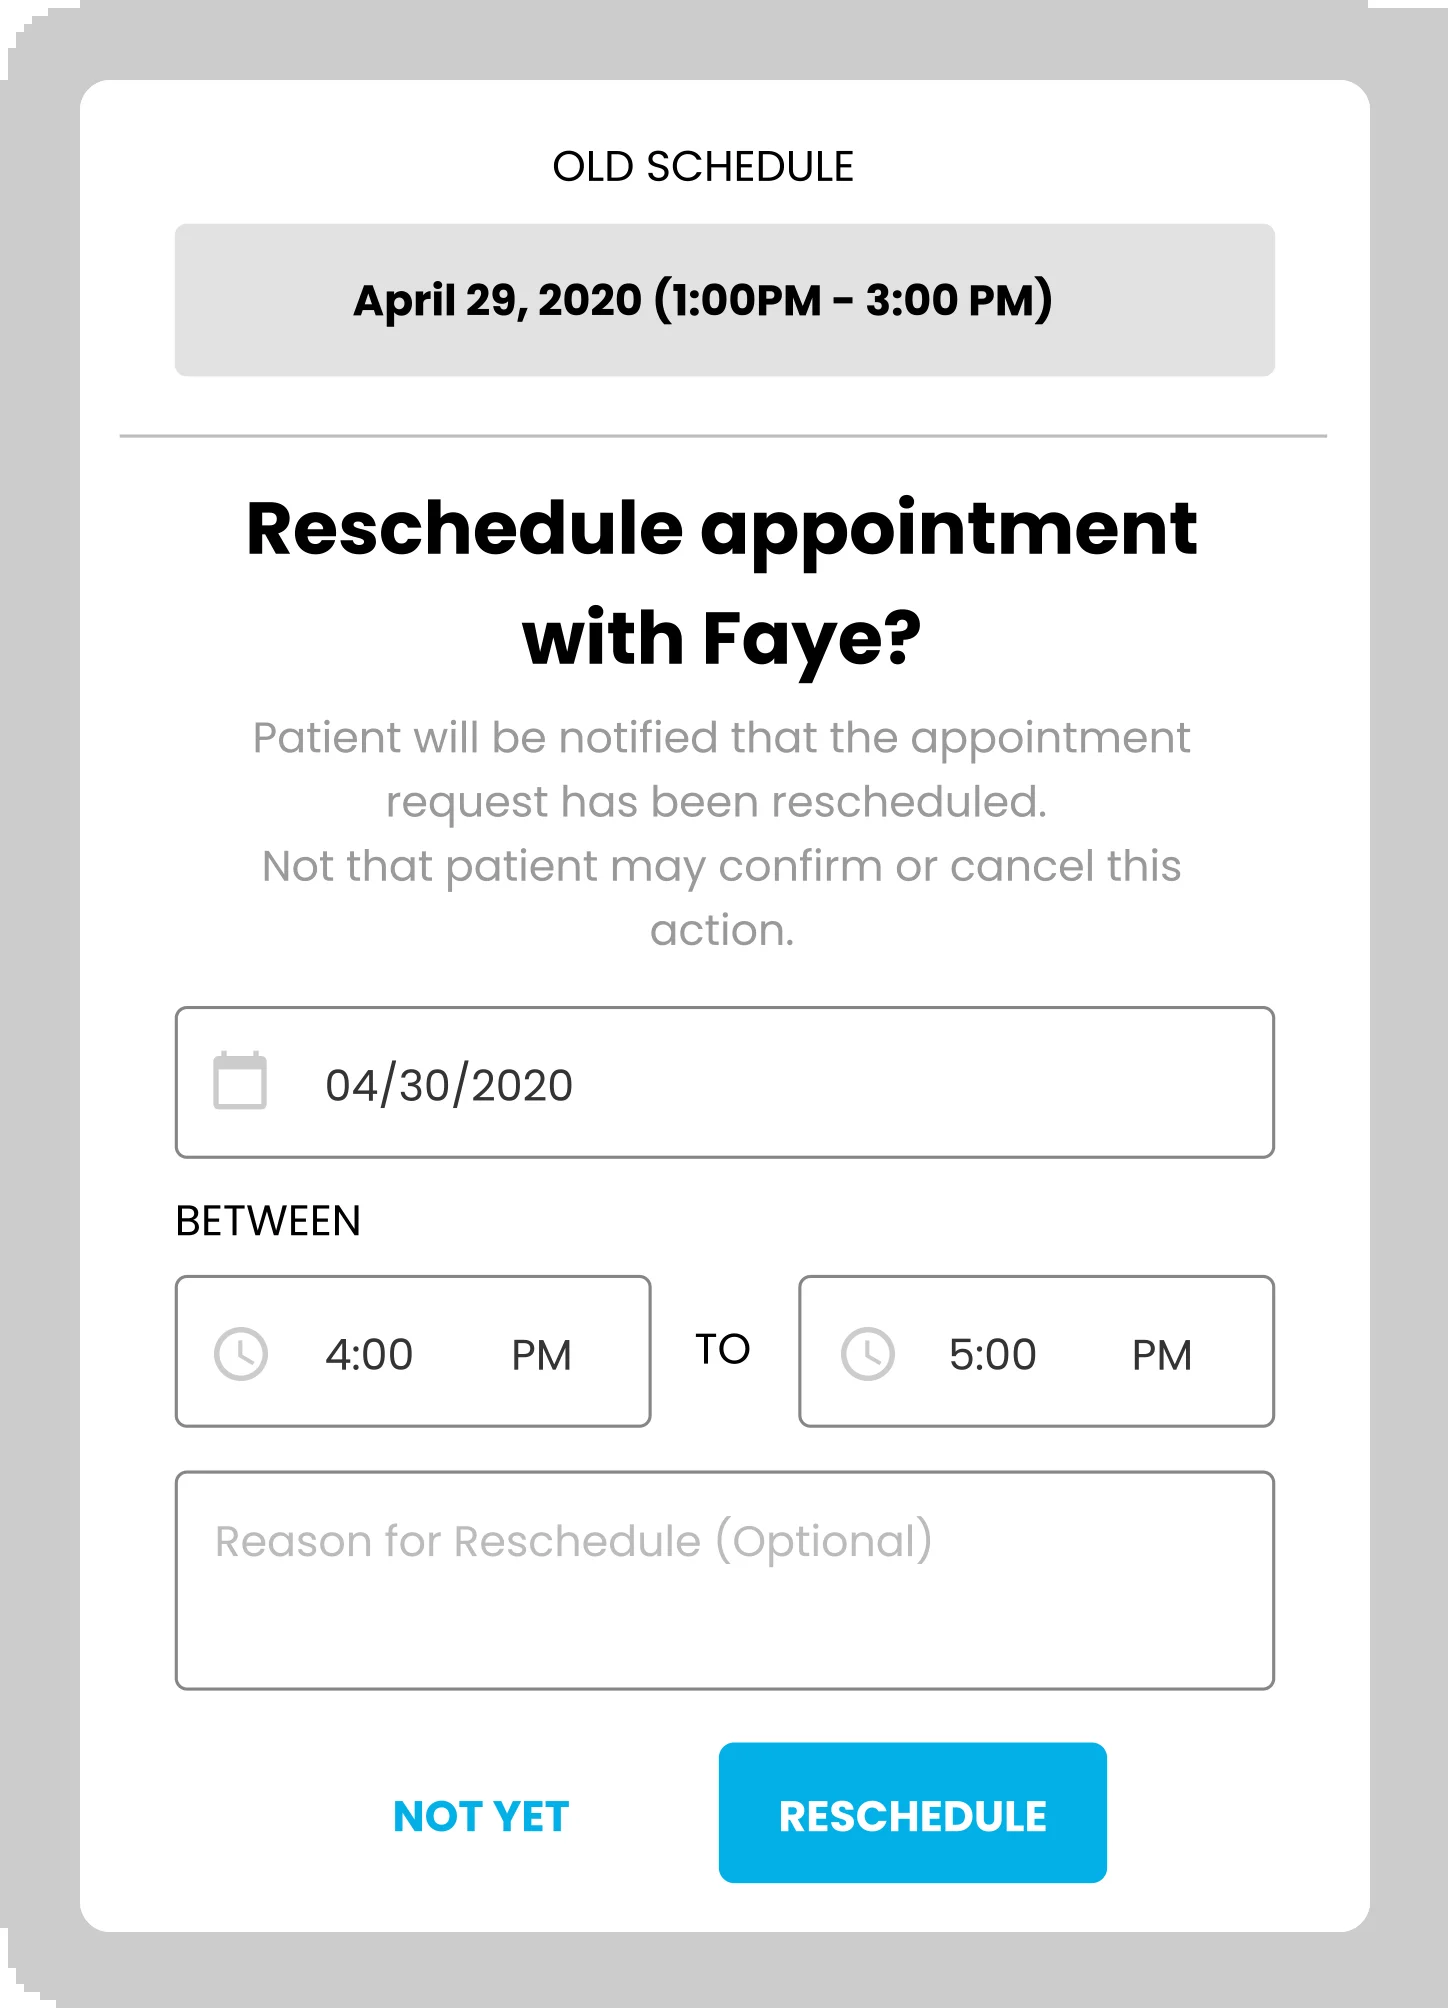 OLD SCHEDULE
April 29, 2020 (1:00PM - 3:00 PM)
Reschedule appointment
with Faye?
Patient will be notified that the appointment
request has been rescheduled.
Not that patient may confirm or cancel this
action.
04/30/2020
BETWEEN
4:00 PM TO 5:00 PM
Reason for Reschedule (Optional)
NOT YET RESCHEDULE